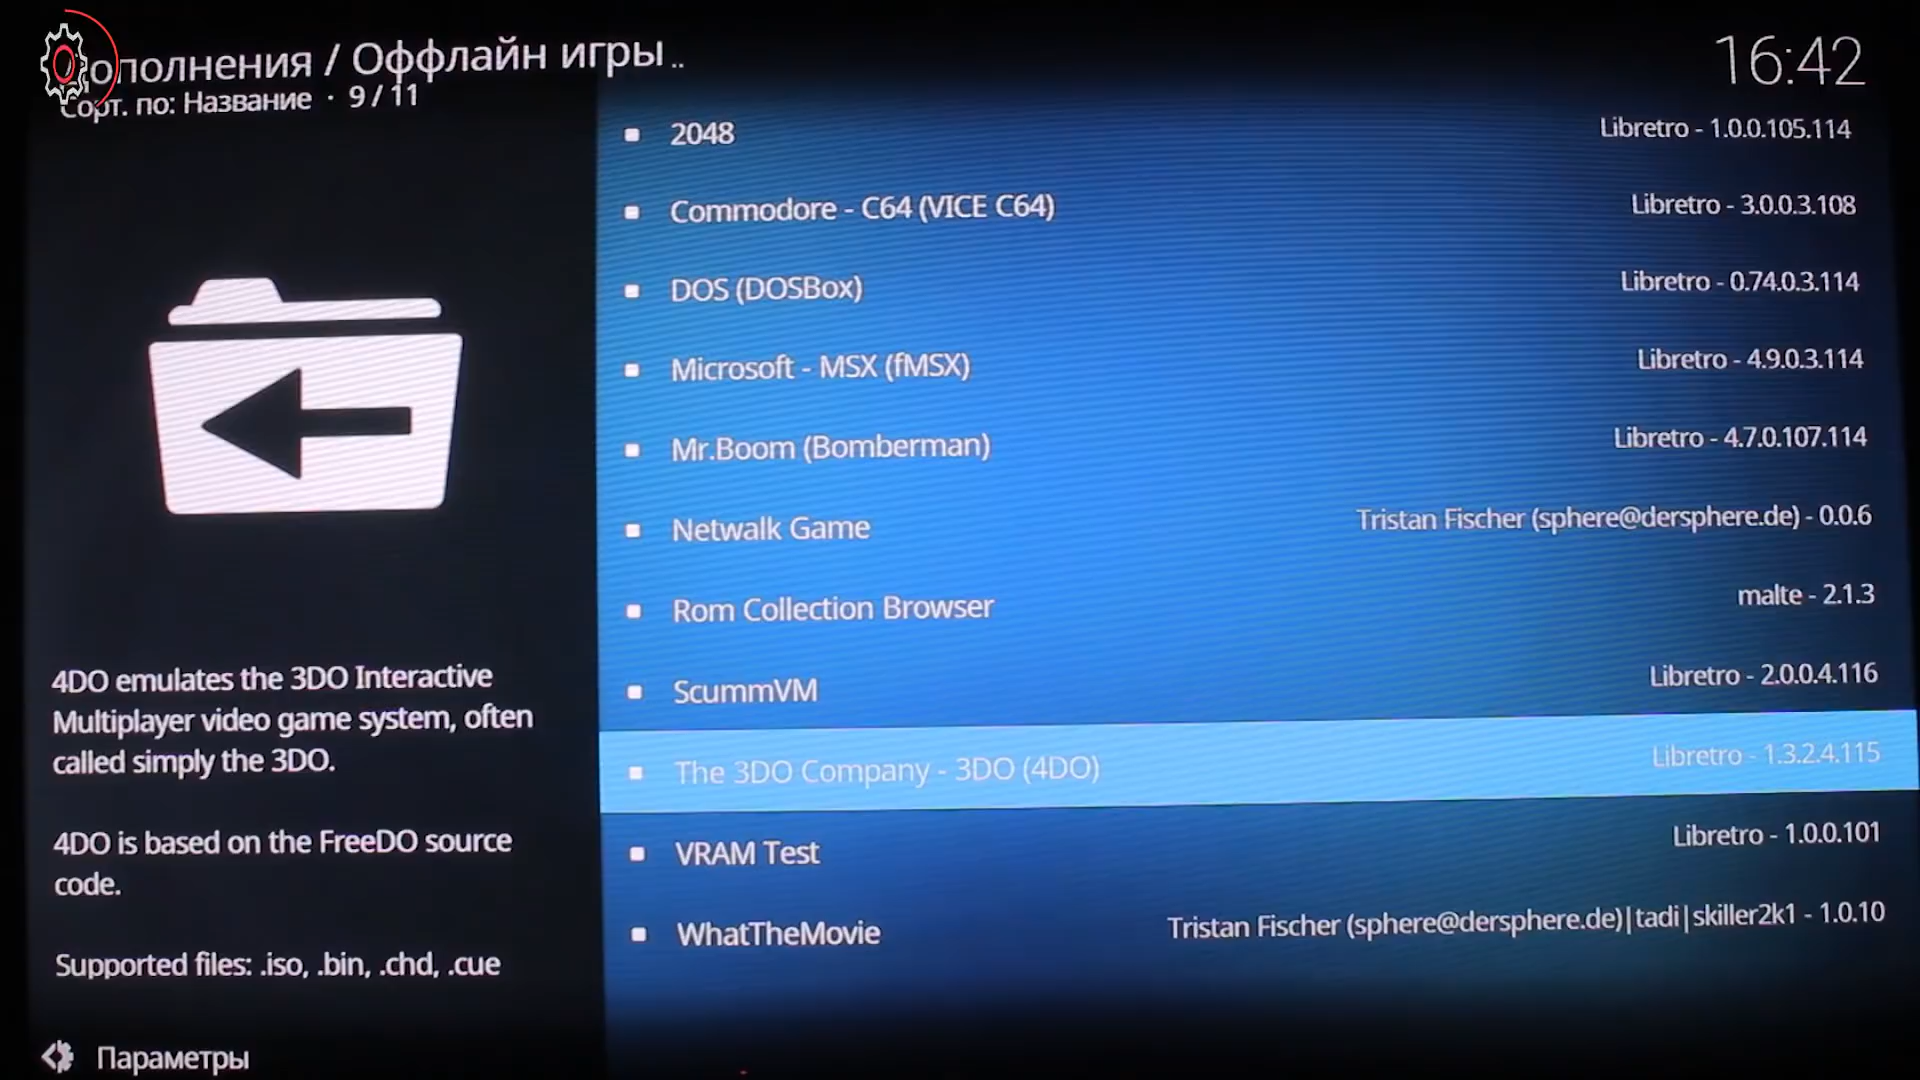 Дополнения / Оффлайн игры ..
Сорт. по: Название · 9 / 11
16:42
2048
Libretro - 1.0.0.105.114
Commodore - C64 (VICE C64)
Libretro - 3.0.0.3.108
DOS (DOSBox)
Libretro - 0.74.0.3.114
Microsoft - MSX (fMSX)
Libretro - 4.9.0.3.114
Mr.Boom (Bomberman)
Libretro - 4.7.0.107.114
Netwalk Game
Tristan Fischer (sphere@dersphere.de) - 0.0.6
Rom Collection Browser
malte - 2.1.3
ScummVM
Libretro - 2.0.0.4.116
The 3DO Company - 3DO (4DO)
Libretro - 1.3.2.4.115
VRAM Test
Libretro - 1.0.0.101
WhatTheMovie
Tristan Fischer (sphere@dersphere.de)|tadi|skiller2k1 - 1.0.10
4DO emulates the 3DO Interactive
Multiplayer video game system, often
called simply the 3DO.
4DO is based on the FreeDO source
code.
Supported files: .iso, .bin, .chd, .cue
Параметры